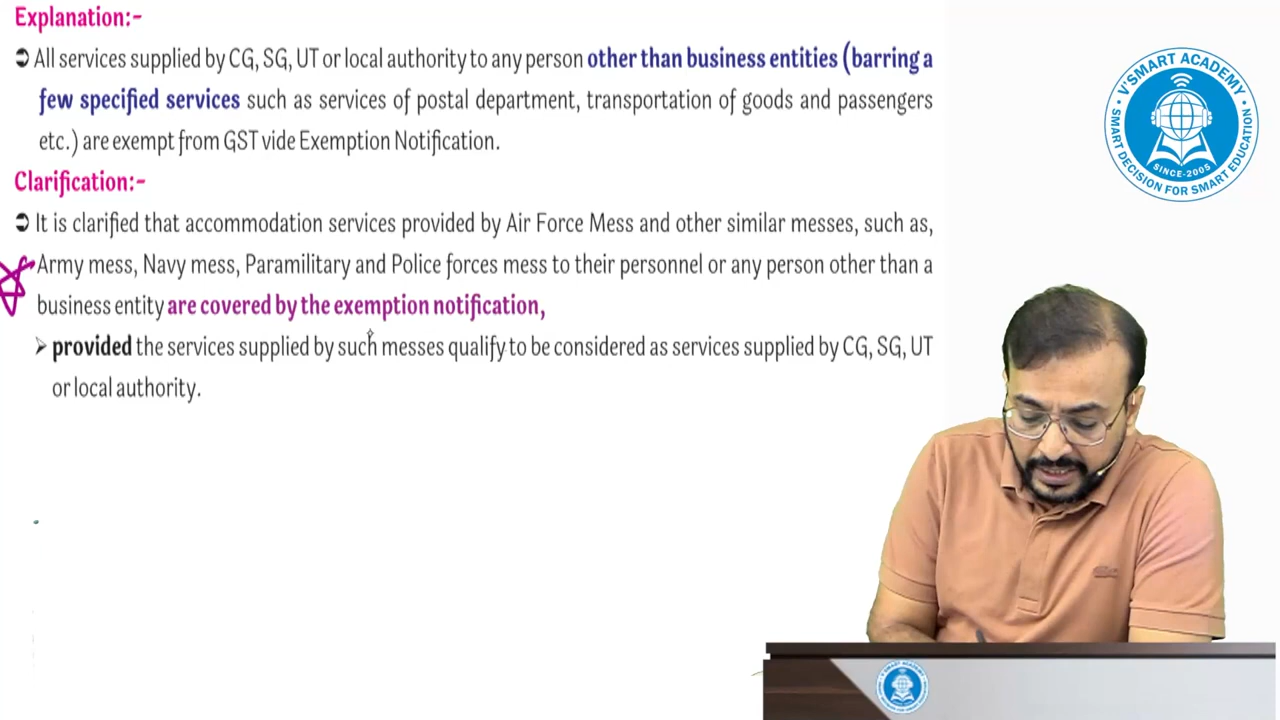 Explanation:-
➲ All services supplied by CG, SG, UT or local authority to any person other than business entities (barring a
few specified services such as services of postal department, transportation of goods and passengers
etc.) are exempt from GST vide Exemption Notification.
Clarification:-
➲ It is clarified that accommodation services provided by Air Force Mess and other similar messes, such as,
Army mess, Navy mess, Paramilitary and Police forces mess to their personnel or any person other than a
business entity are covered by the exemption notification,
➢ provided the services supplied by such messes qualify to be considered as services supplied by CG, SG, UT
or local authority.
V'SMART ACADEMY
SINCE-2005
SMART DECISION FOR SMART EDUCATION